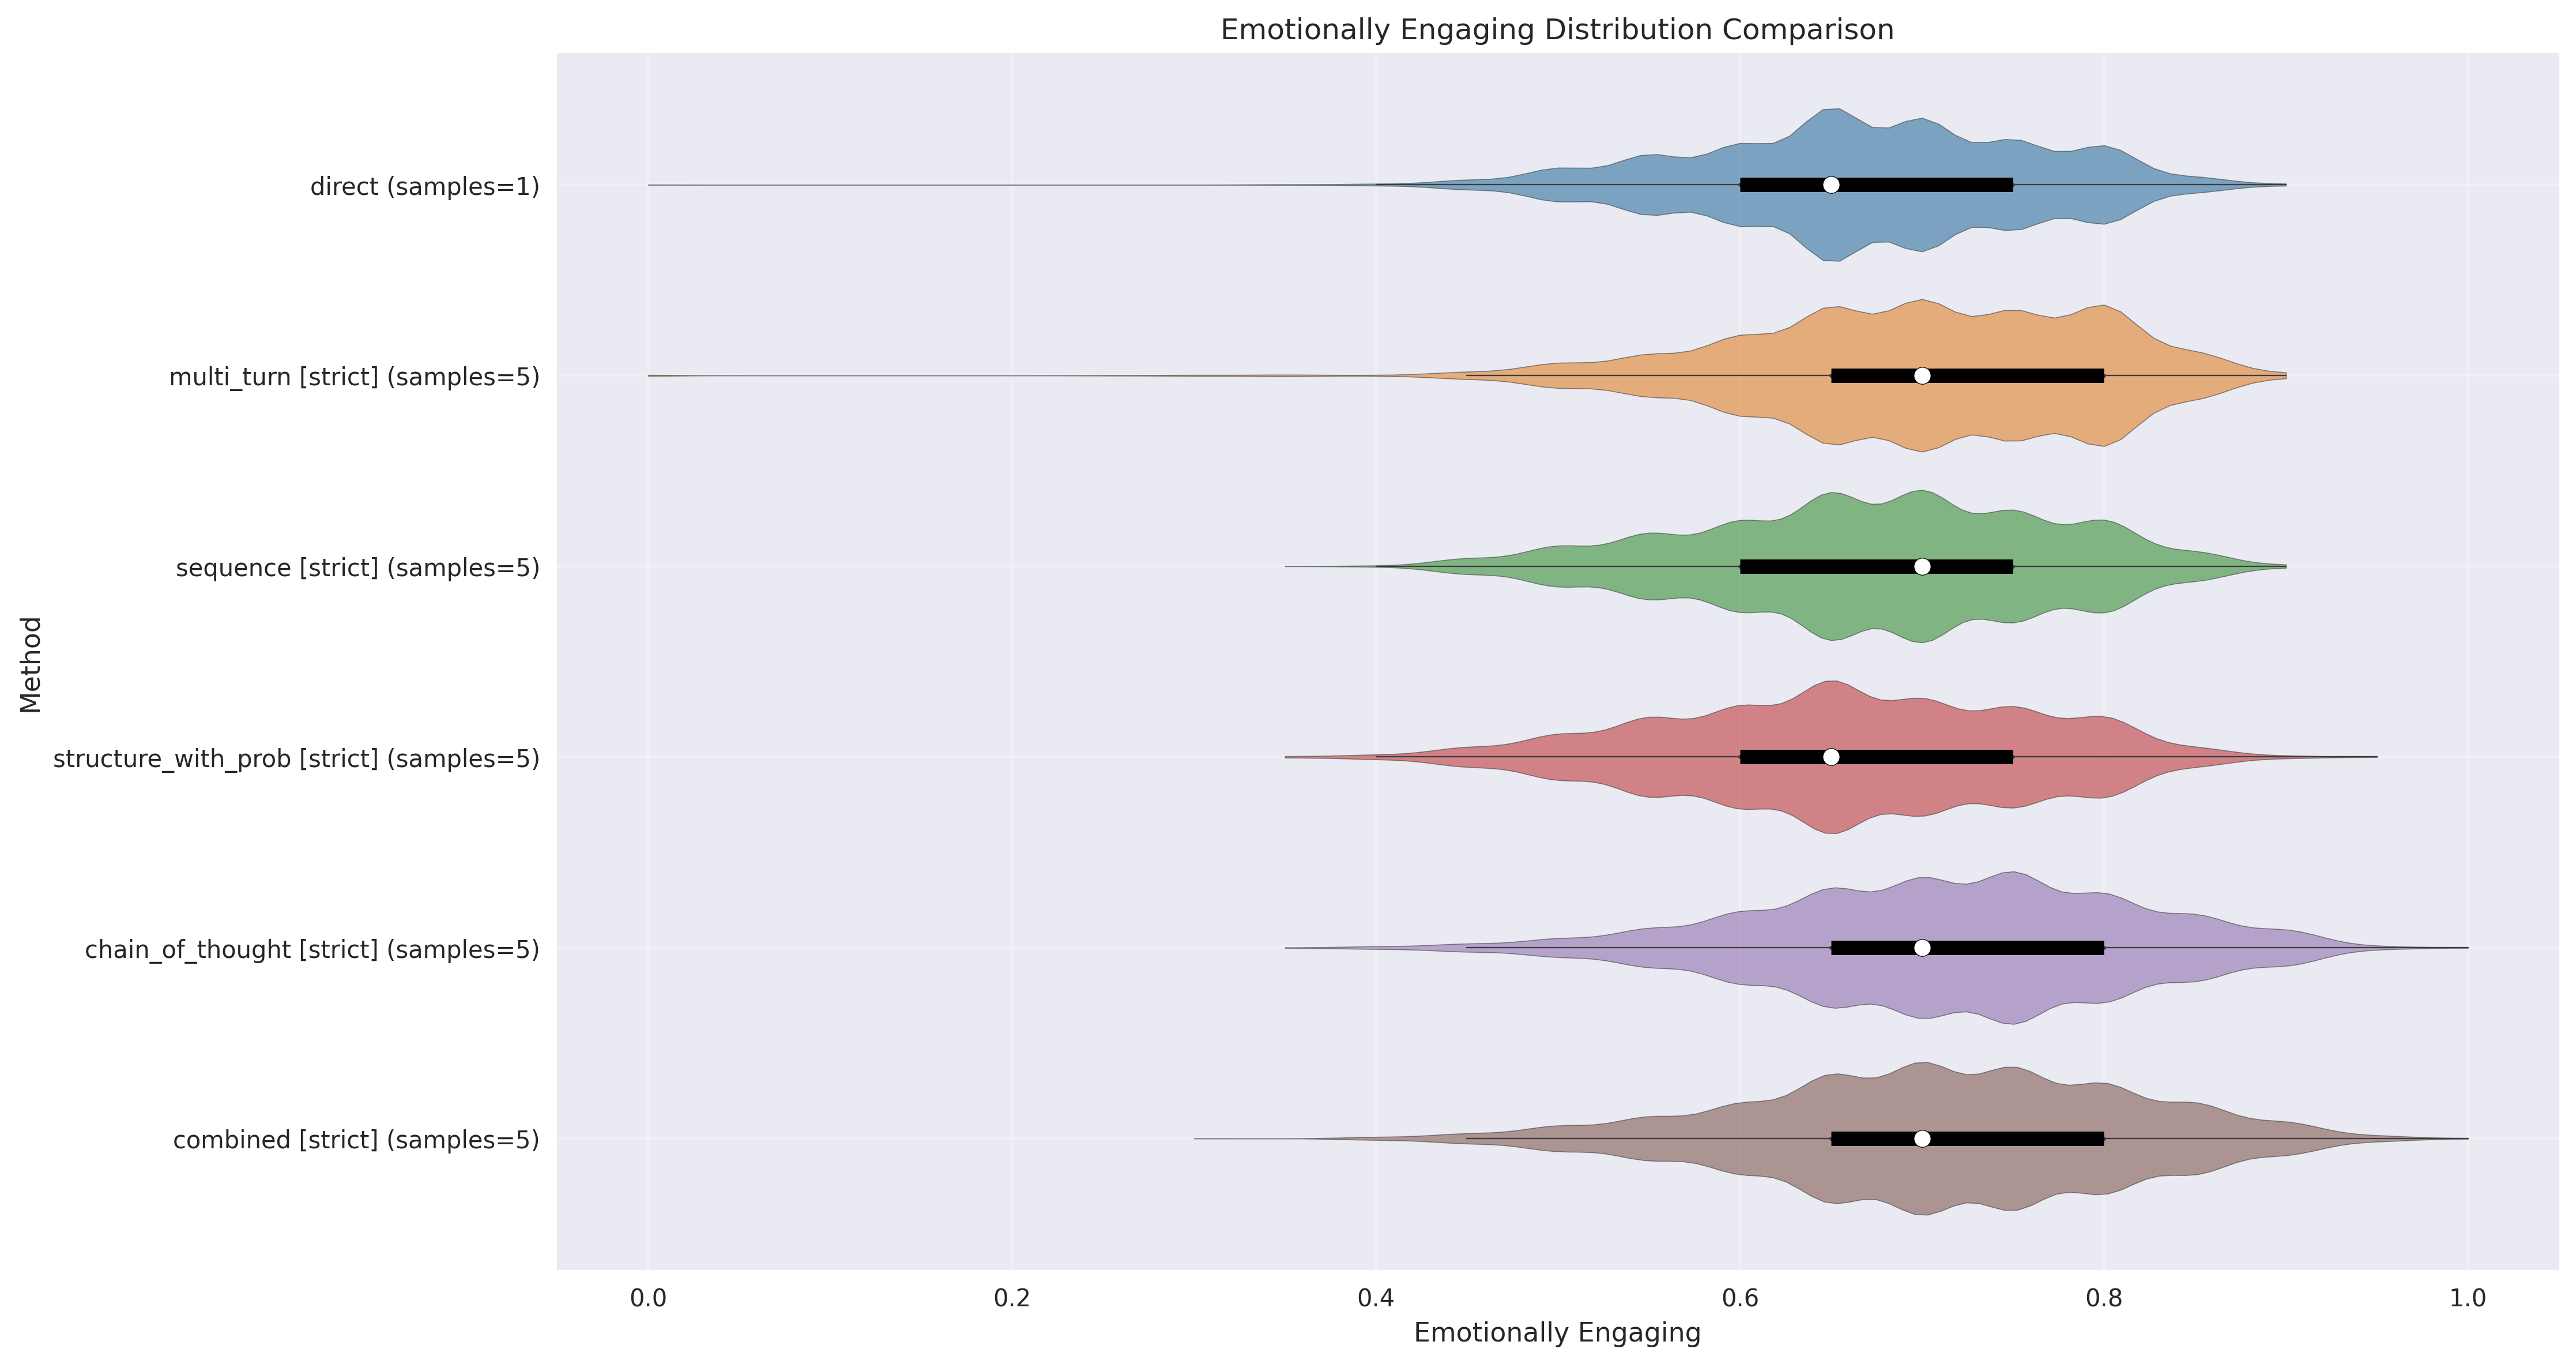 Emotionally Engaging Distribution Comparison
Method
direct (samples=1)
multi_turn [strict] (samples=5)
sequence [strict] (samples=5)
structure_with_prob [strict] (samples=5)
chain_of_thought [strict] (samples=5)
combined [strict] (samples=5)
0.0 0.2 0.4 0.6 0.8 1.0
Emotionally Engaging